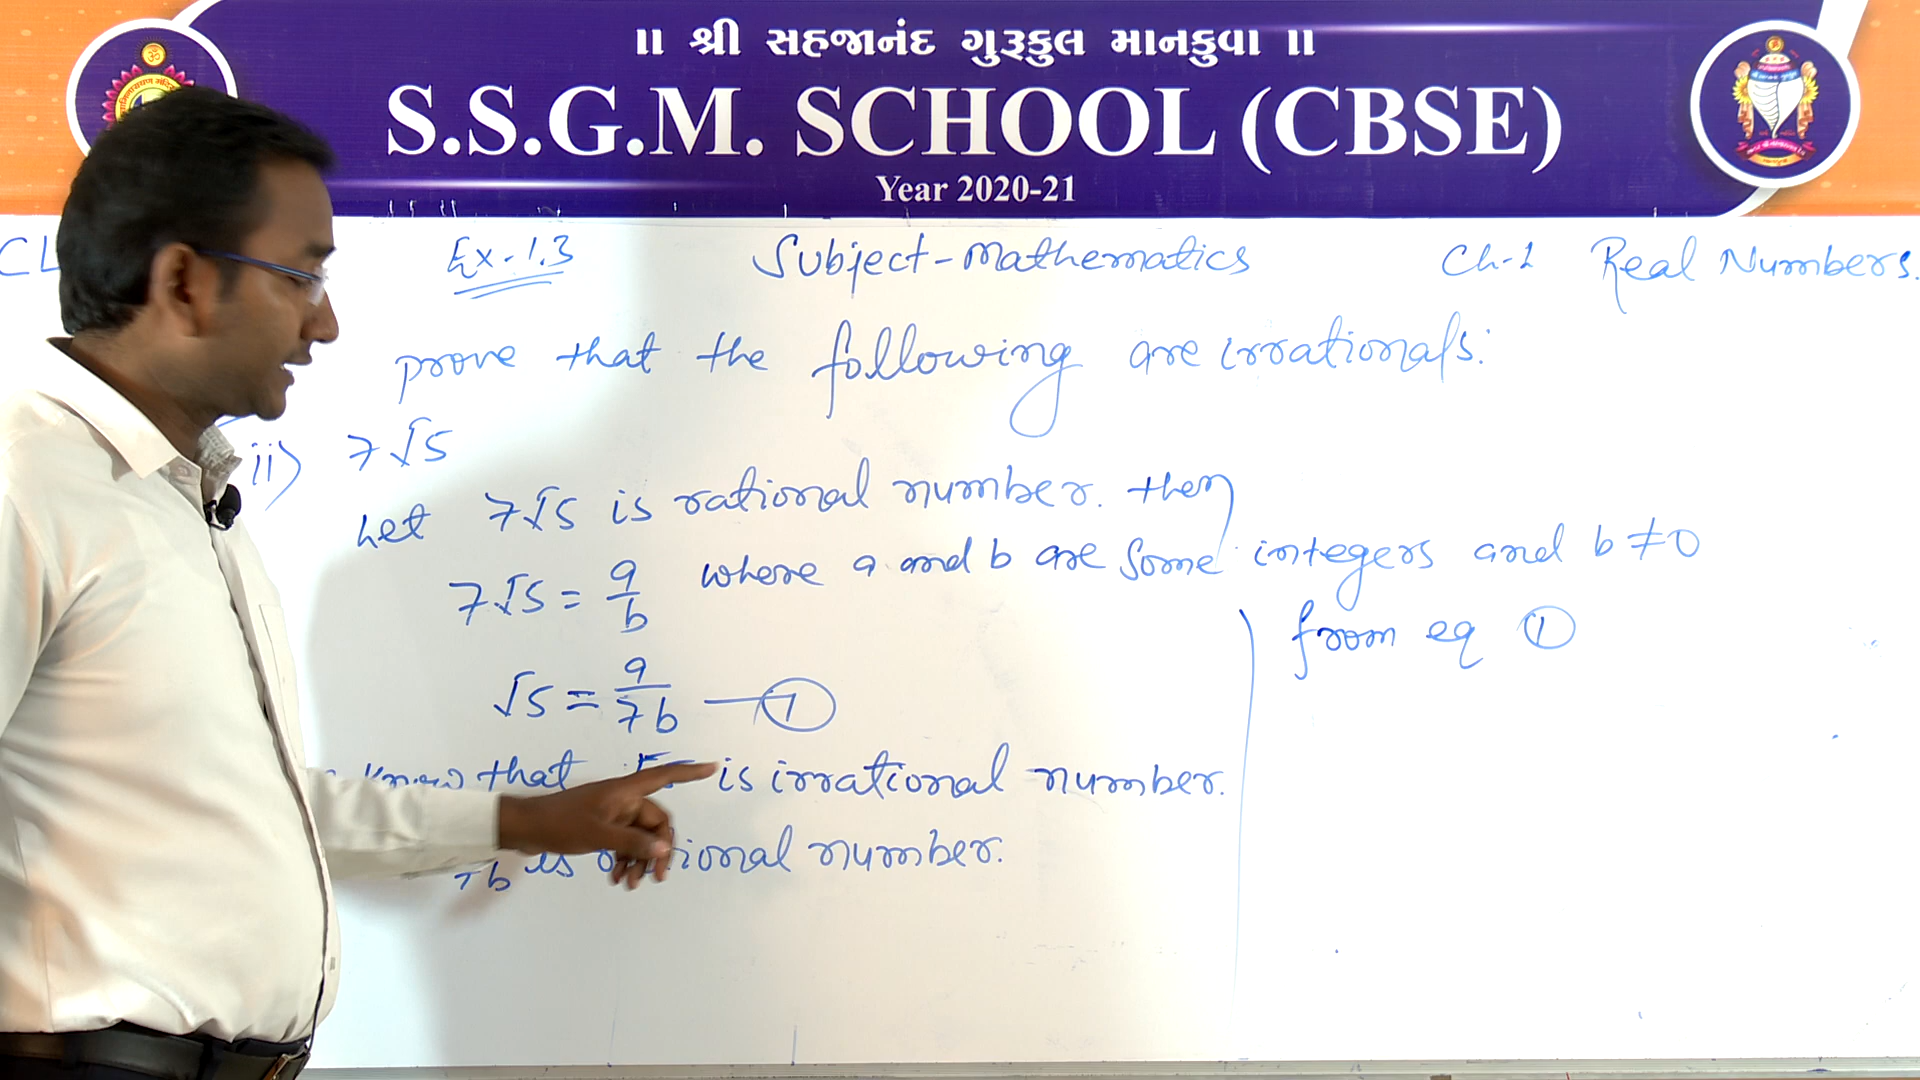 ॥ શ્રી સહજાનંદ ગુરૂકુલ માનકુવા ॥
S.S.G.M. SCHOOL (CBSE)
Year 2020-21
CL
Ex-1.3
Subject-Mathematics
Ch-1 Real Numbers.
prove that the following are irrationals:
ii) 7√5
Let 7√5 is rational number. then
7√5 = a/b where a and b are some integers and b ≠ 0
√5 = a/7b — ①
know that √5 is irrational number.
7b is rational number.
from eq ①